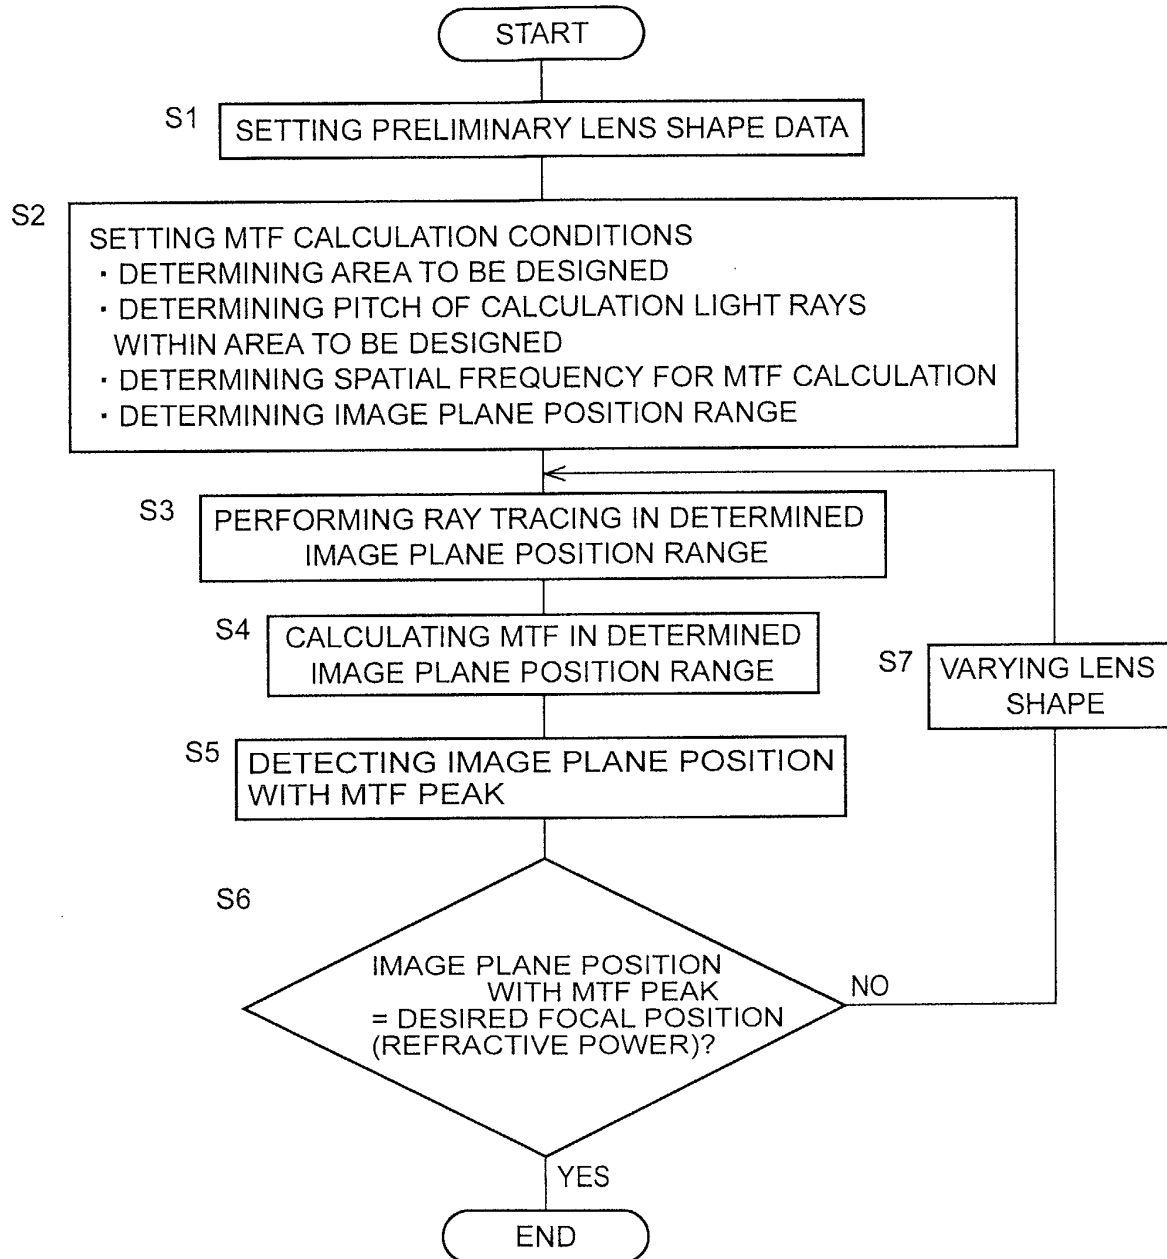 START
S1
SETTING PRELIMINARY LENS SHAPE DATA
S2
SETTING MTF CALCULATION CONDITIONS
・DETERMINING AREA TO BE DESIGNED
・DETERMINING PITCH OF CALCULATION LIGHT RAYS
WITHIN AREA TO BE DESIGNED
・DETERMINING SPATIAL FREQUENCY FOR MTF CALCULATION
・DETERMINING IMAGE PLANE POSITION RANGE
S3
PERFORMING RAY TRACING IN DETERMINED
IMAGE PLANE POSITION RANGE
S4
CALCULATING MTF IN DETERMINED
IMAGE PLANE POSITION RANGE
S7
VARYING LENS
SHAPE
S5
DETECTING IMAGE PLANE POSITION
WITH MTF PEAK
S6
IMAGE PLANE POSITION
WITH MTF PEAK
= DESIRED FOCAL POSITION
(REFRACTIVE POWER)?
NO
YES
END